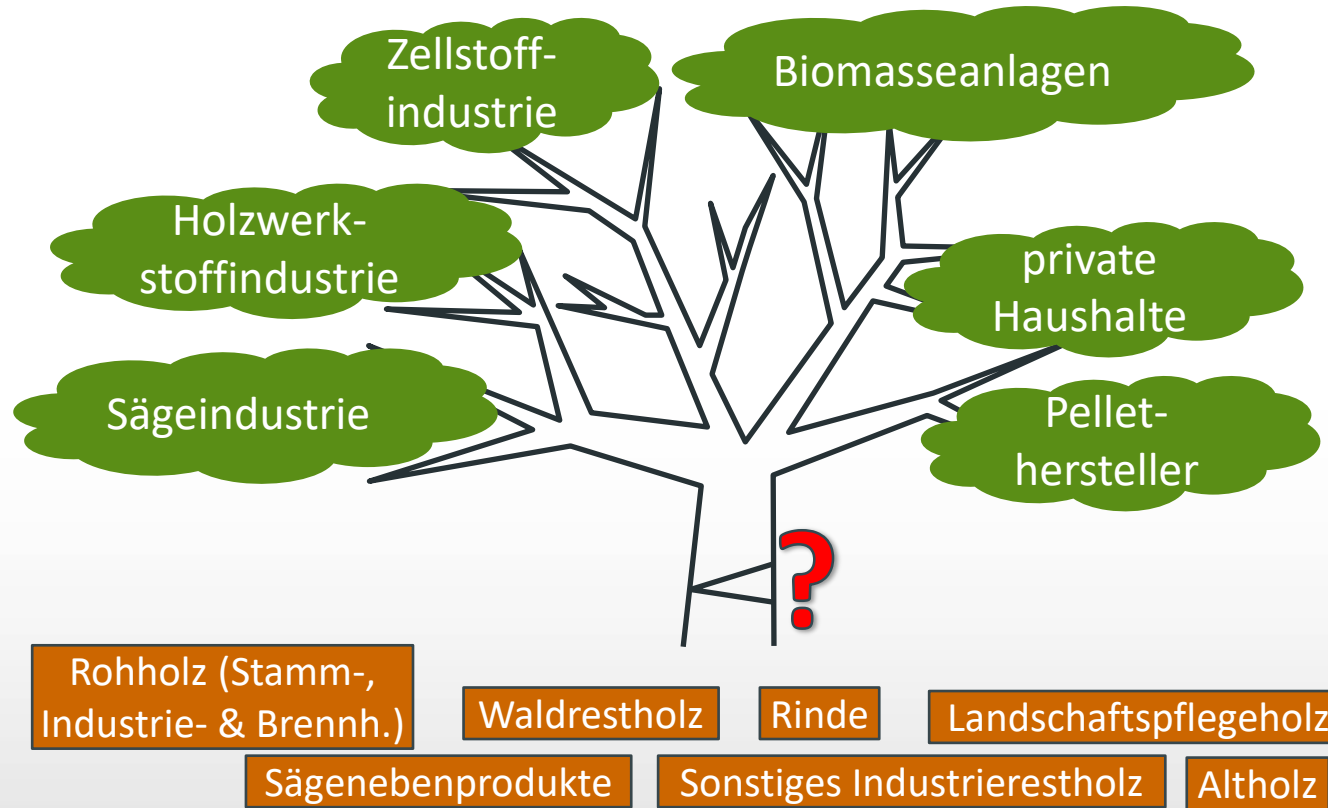 Zellstoff-
industrie
Biomasseanlagen
Holzwerk-
stoffindustrie
private
Haushalte
Sägeindustrie
Pellet-
hersteller
?
Rohholz (Stamm-,
Industrie- & Brennh.)
Waldrestholz
Rinde
Landschaftspflegeholz
Sägenebenprodukte
Sonstiges Industrierestholz
Altholz